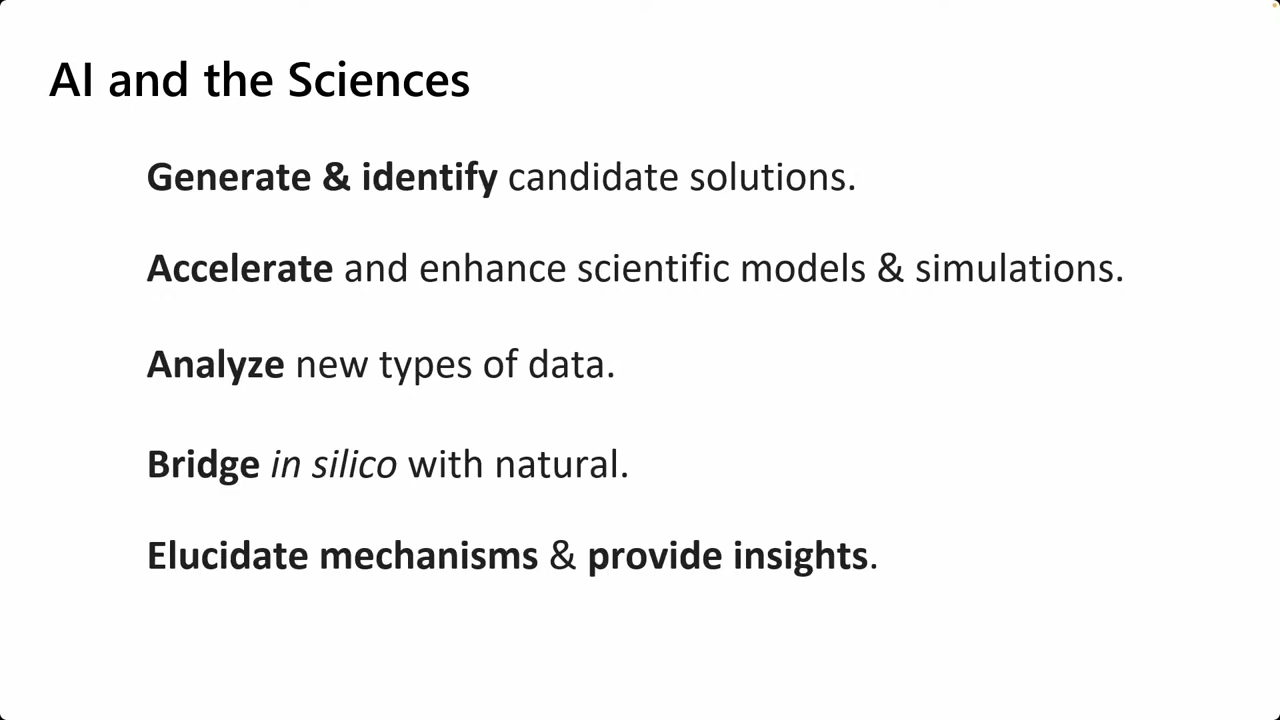 AI and the Sciences
Generate & identify candidate solutions.
Accelerate and enhance scientific models & simulations.
Analyze new types of data.
Bridge in silico with natural.
Elucidate mechanisms & provide insights.